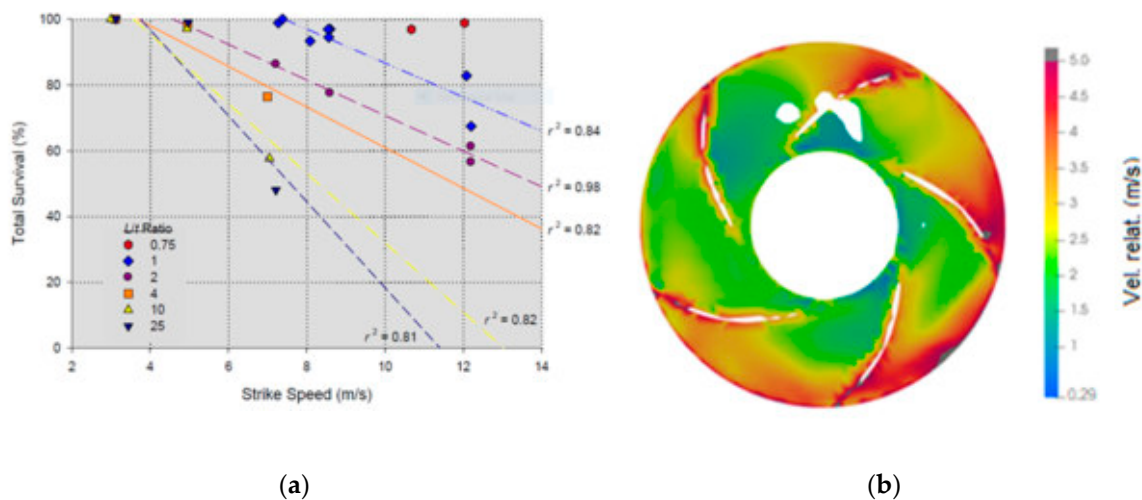 100
80
60
40
20
0
Total Survival (%)
L/t Ratio
0.75
1
2
4
10
25
r² = 0.84
r² = 0.98
r² = 0.82
r² = 0.82
r² = 0.81
2 4 6 8 10 12 14
Strike Speed (m/s)
5.0
4.5
4
3.5
3
2.5
2
1.5
1
0.29
Vel. relat. (m/s)
(a) (b)